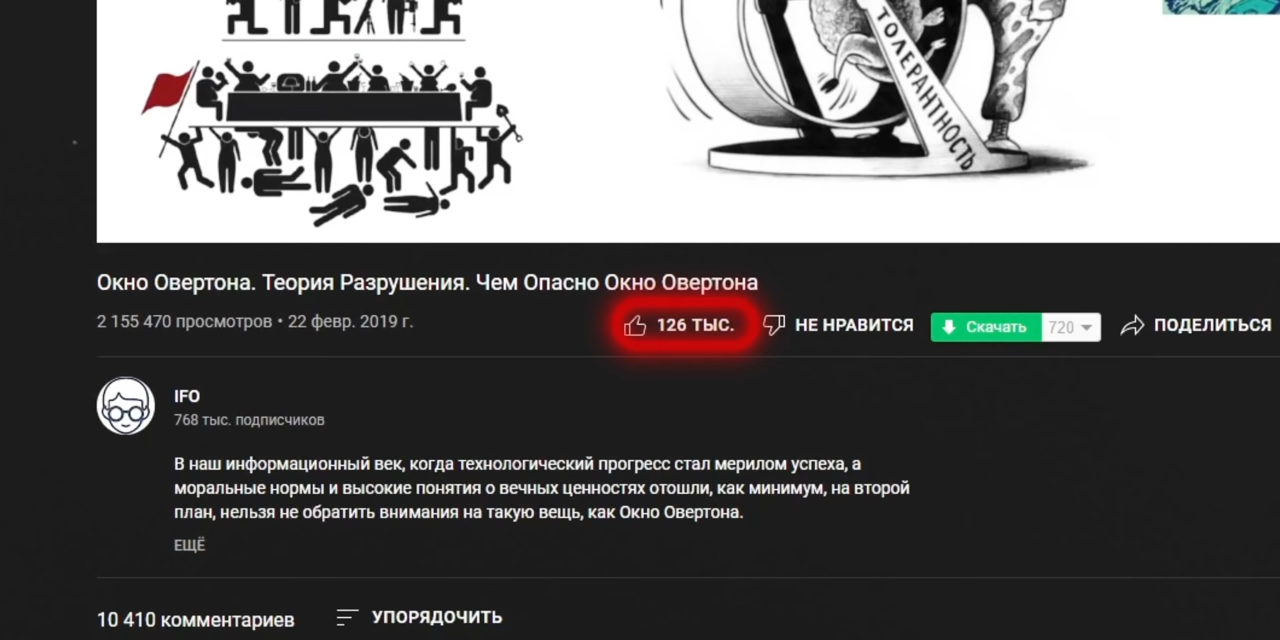 ТОЛЕРАНТНОСТЬ
Окно Овертона. Теория Разрушения. Чем Опасно Окно Овертона
2 155 470 просмотров • 22 февр. 2019 г.
126 ТЫС.
НЕ НРАВИТСЯ
Скачать
720
ПОДЕЛИТЬСЯ
IFO
768 тыс. подписчиков
В наш информационный век, когда технологический прогресс стал мерилом успеха, а
моральные нормы и высокие понятия о вечных ценностях отошли, как минимум, на второй
план, нельзя не обратить внимания на такую вещь, как Окно Овертона.
ЕЩЁ
10 410 комментариев
УПОРЯДОЧИТЬ